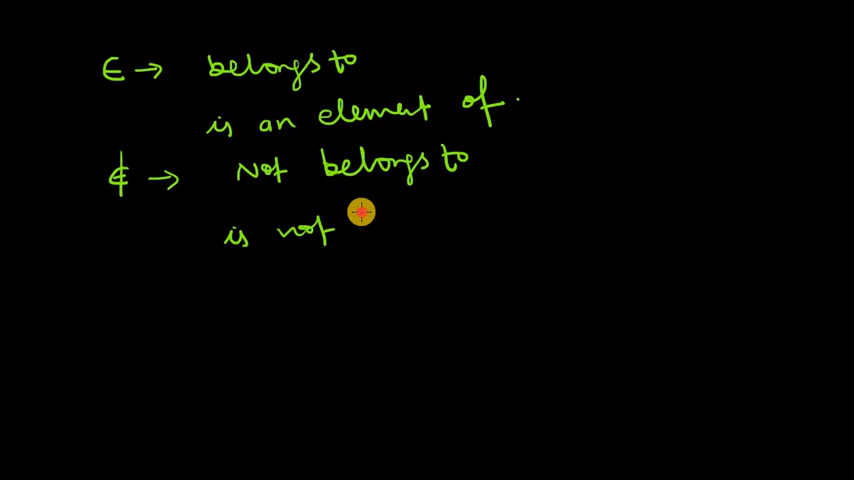 ∈ → belongs to
is an element of.
∉ → Not belongs to
is not